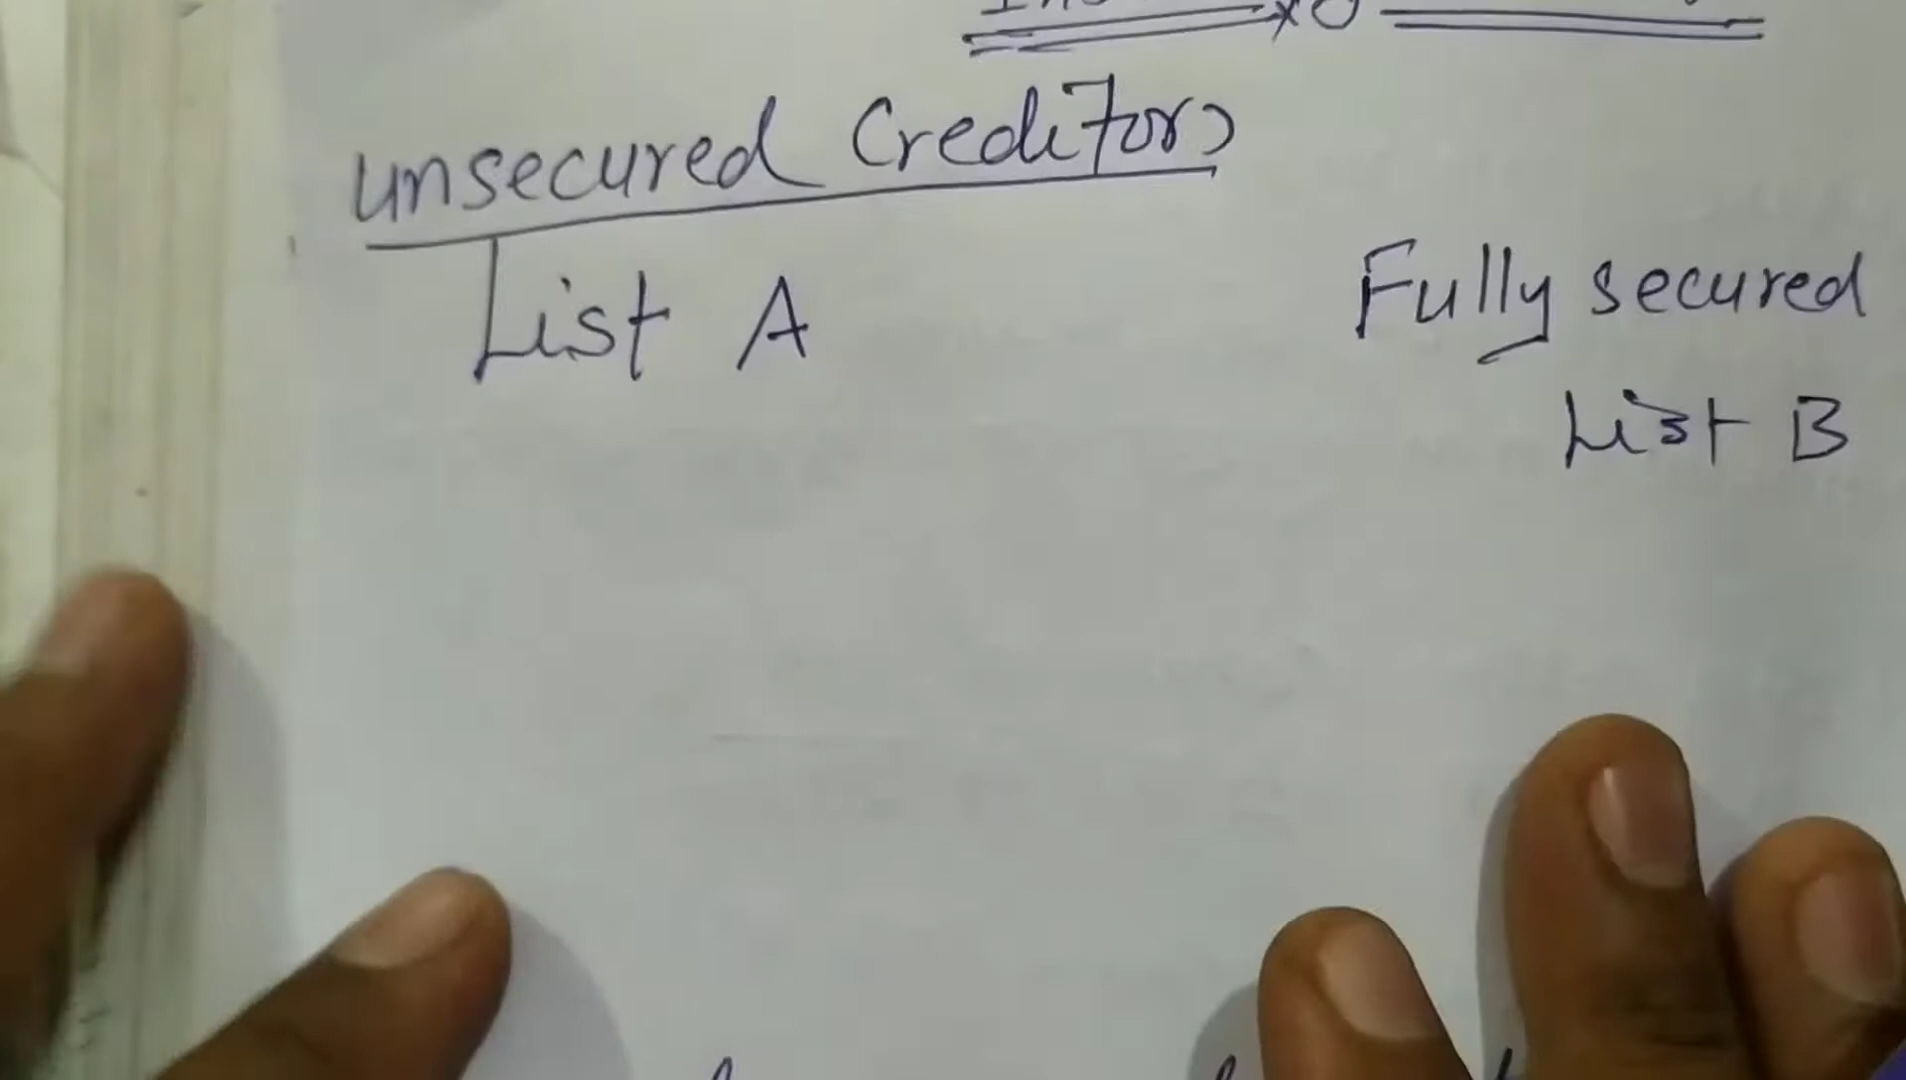 unsecured Creditors
List A
Fully secured
List B